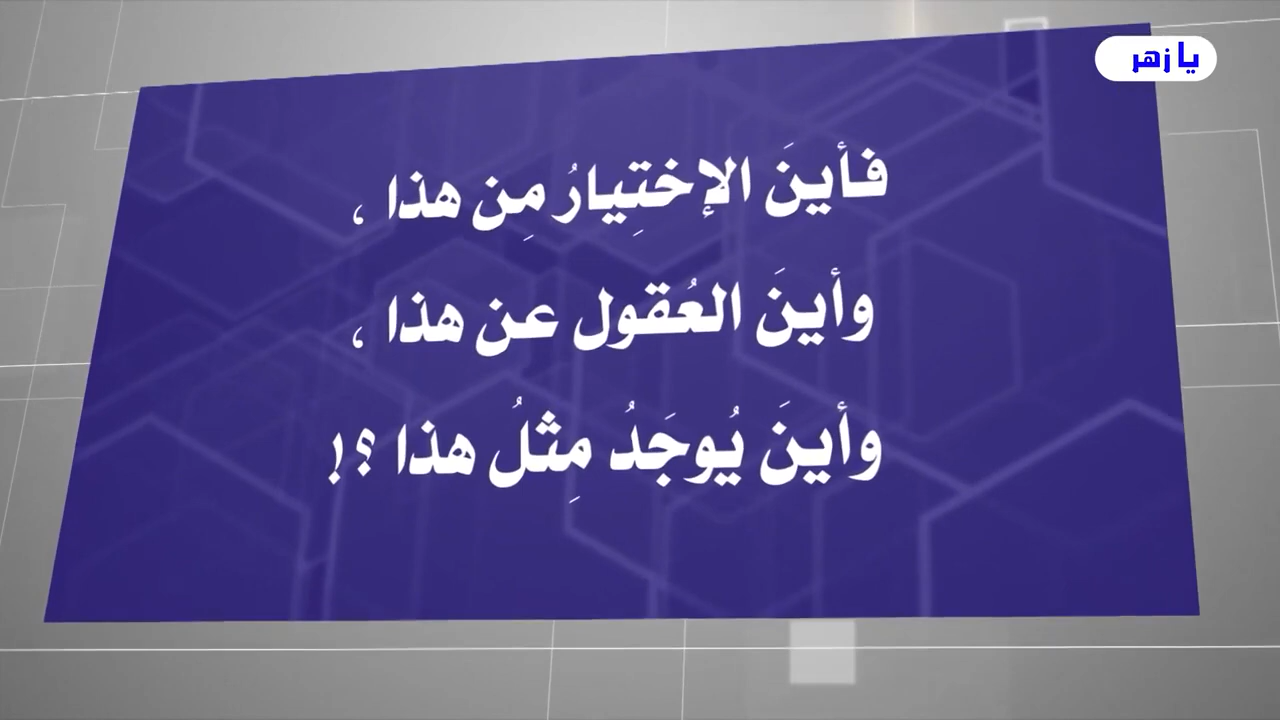 يا زهر
فأينَ الإختِيارُ مِن هذا ،
وأينَ العُقول عن هذا ،
وأينَ يُوجَدُ مِثلُ هذا ؟!